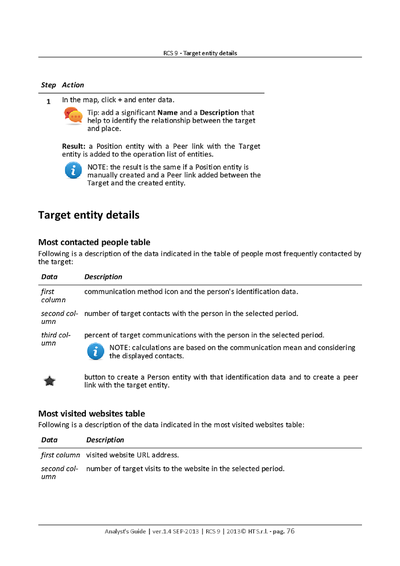 RCS 9 - Target entity details
Step Action
1 In the map, click + and enter data.
Tip: add a significant Name and a Description that
help to identify the relationship between the target
and place.
Result: a Position entity with a Peer link with the Target
entity is added to the operation list of entities.
NOTE: the result is the same if a Position entity is
manually created and a Peer link added between the
Target and the created entity.
Target entity details
Most contacted people table
Following is a description of the data indicated in the table of people most frequently contacted by
the target:
Data Description
first communication method icon and the person's identification data.
column
second col- number of target contacts with the person in the selected period.
umn
third col- percent of target communications with the person in the selected period.
umn
NOTE: calculations are based on the communication mean and considering
the displayed contacts.
button to create a Person entity with that identification data and to create a peer
link with the target entity.
Most visited websites table
Following is a description of the data indicated in the most visited websites table:
Data Description
first column visited website URL address.
second col- number of target visits to the website in the selected period.
umn
Analyst's Guide | ver.1.4 SEP-2013 | RCS 9 | 2013© HT S.r.l. - pag. 76